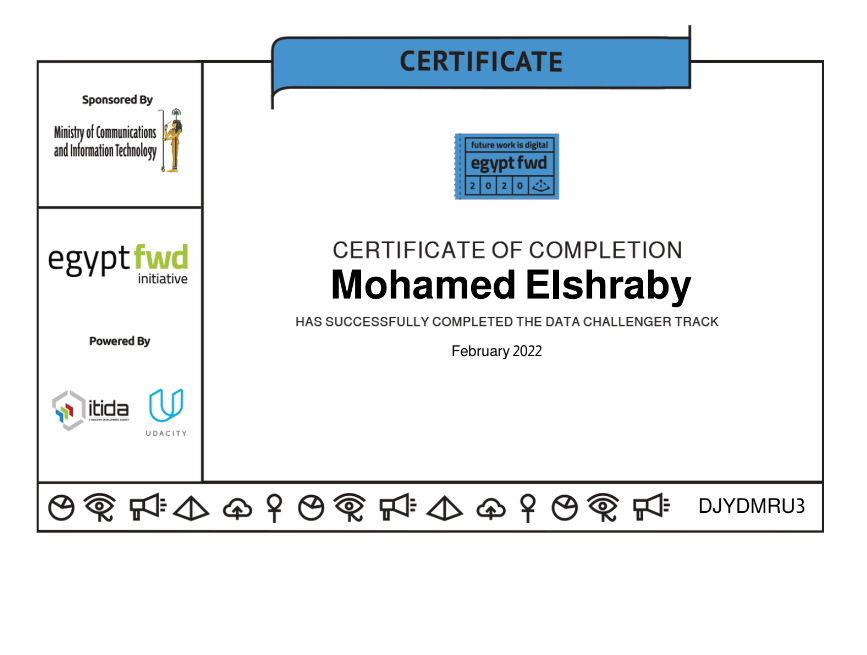 CERTIFICATE
Sponsored By
Ministry of Communications
and Information Technology
future work is digital
egypt fwd
2 0 2 0
egypt fwd
initiative
Powered By
itida
UDACITY
CERTIFICATE OF COMPLETION
Mohamed Elshraby
HAS SUCCESSFULLY COMPLETED THE DATA CHALLENGER TRACK
February 2022
DJYDMRU3